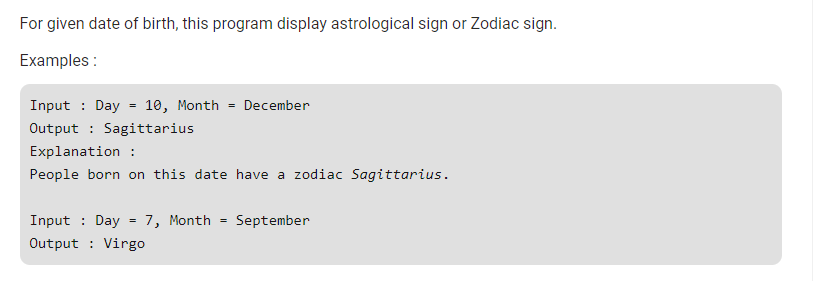 For given date of birth, this program display astrological sign or Zodiac sign.
Examples :
Input : Day = 10, Month = December
Output : Sagittarius
Explanation :
People born on this date have a zodiac Sagittarius.
Input : Day = 7, Month = September
Output : Virgo